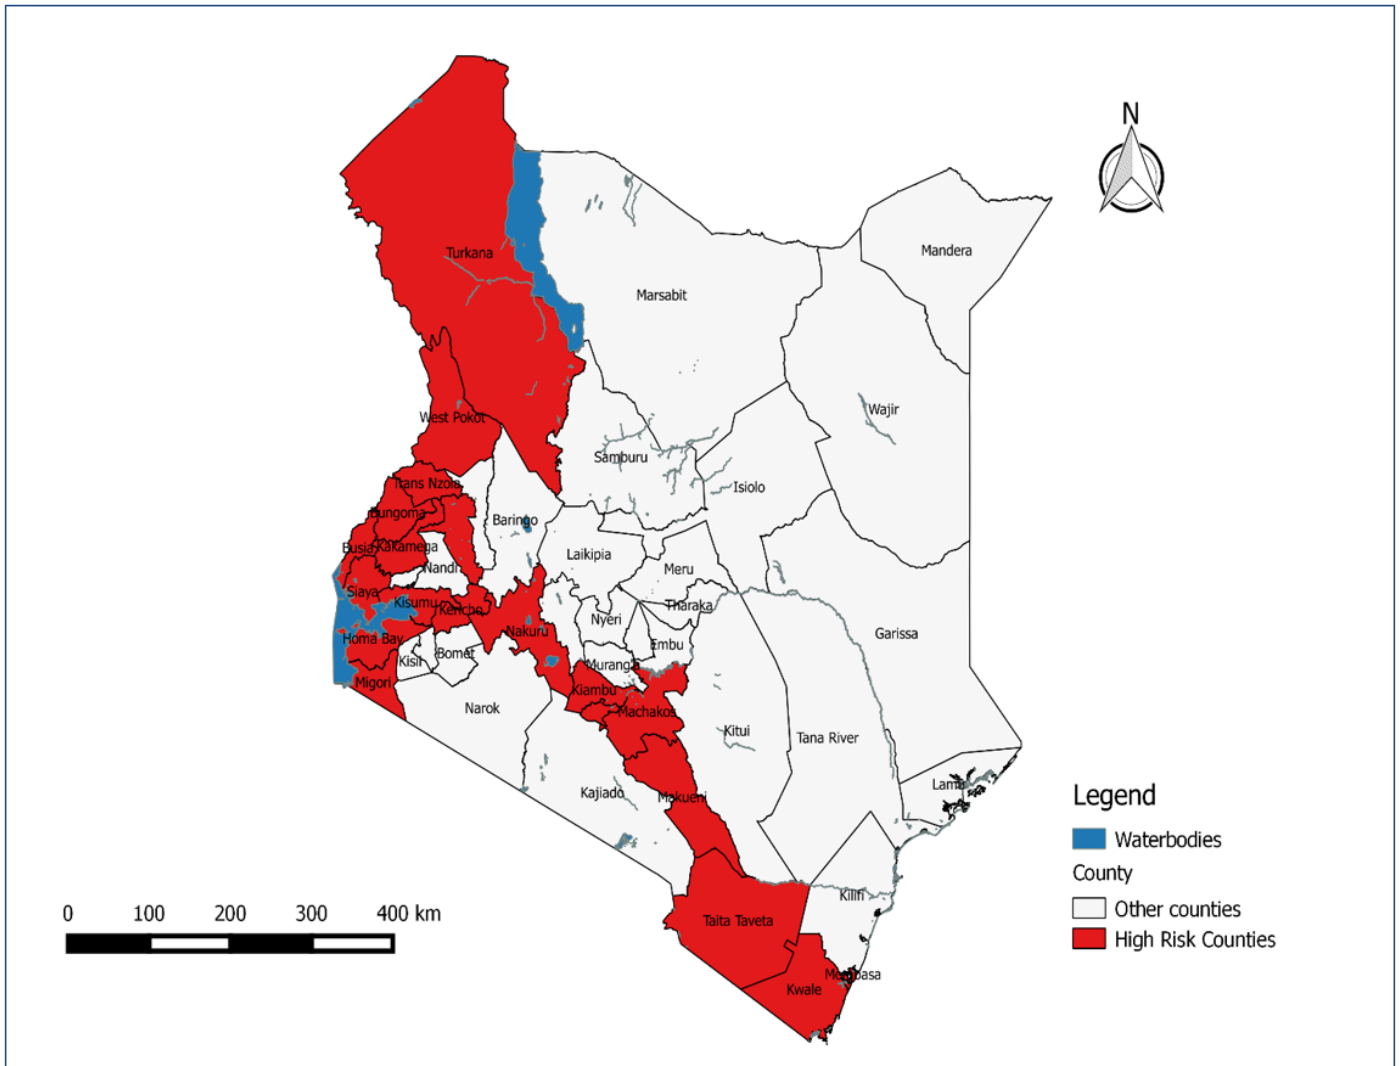 N
Turkana
Mandera
Marsabit
Wajir
West Pokot
Samburu
Trans Nzoia
Isiolo
Bungoma
Baringo
Busia
Kakamega
Laikipia
Nandi
Meru
Siaya
Kisumu
Kericho
Tharaka
Nyeri
Nakuru
Garissa
Homa Bay
Embu
Bomet
Kisii
Muranga
Migori
Kiambu
Narok
Machakos
Kitui
Tana River
Lamu
Kajiado
Makueni
Kilifi
Taita Taveta
Mombasa
Kwale
0 100 200 300 400 km
Legend
Waterbodies
County
Other counties
High Risk Counties